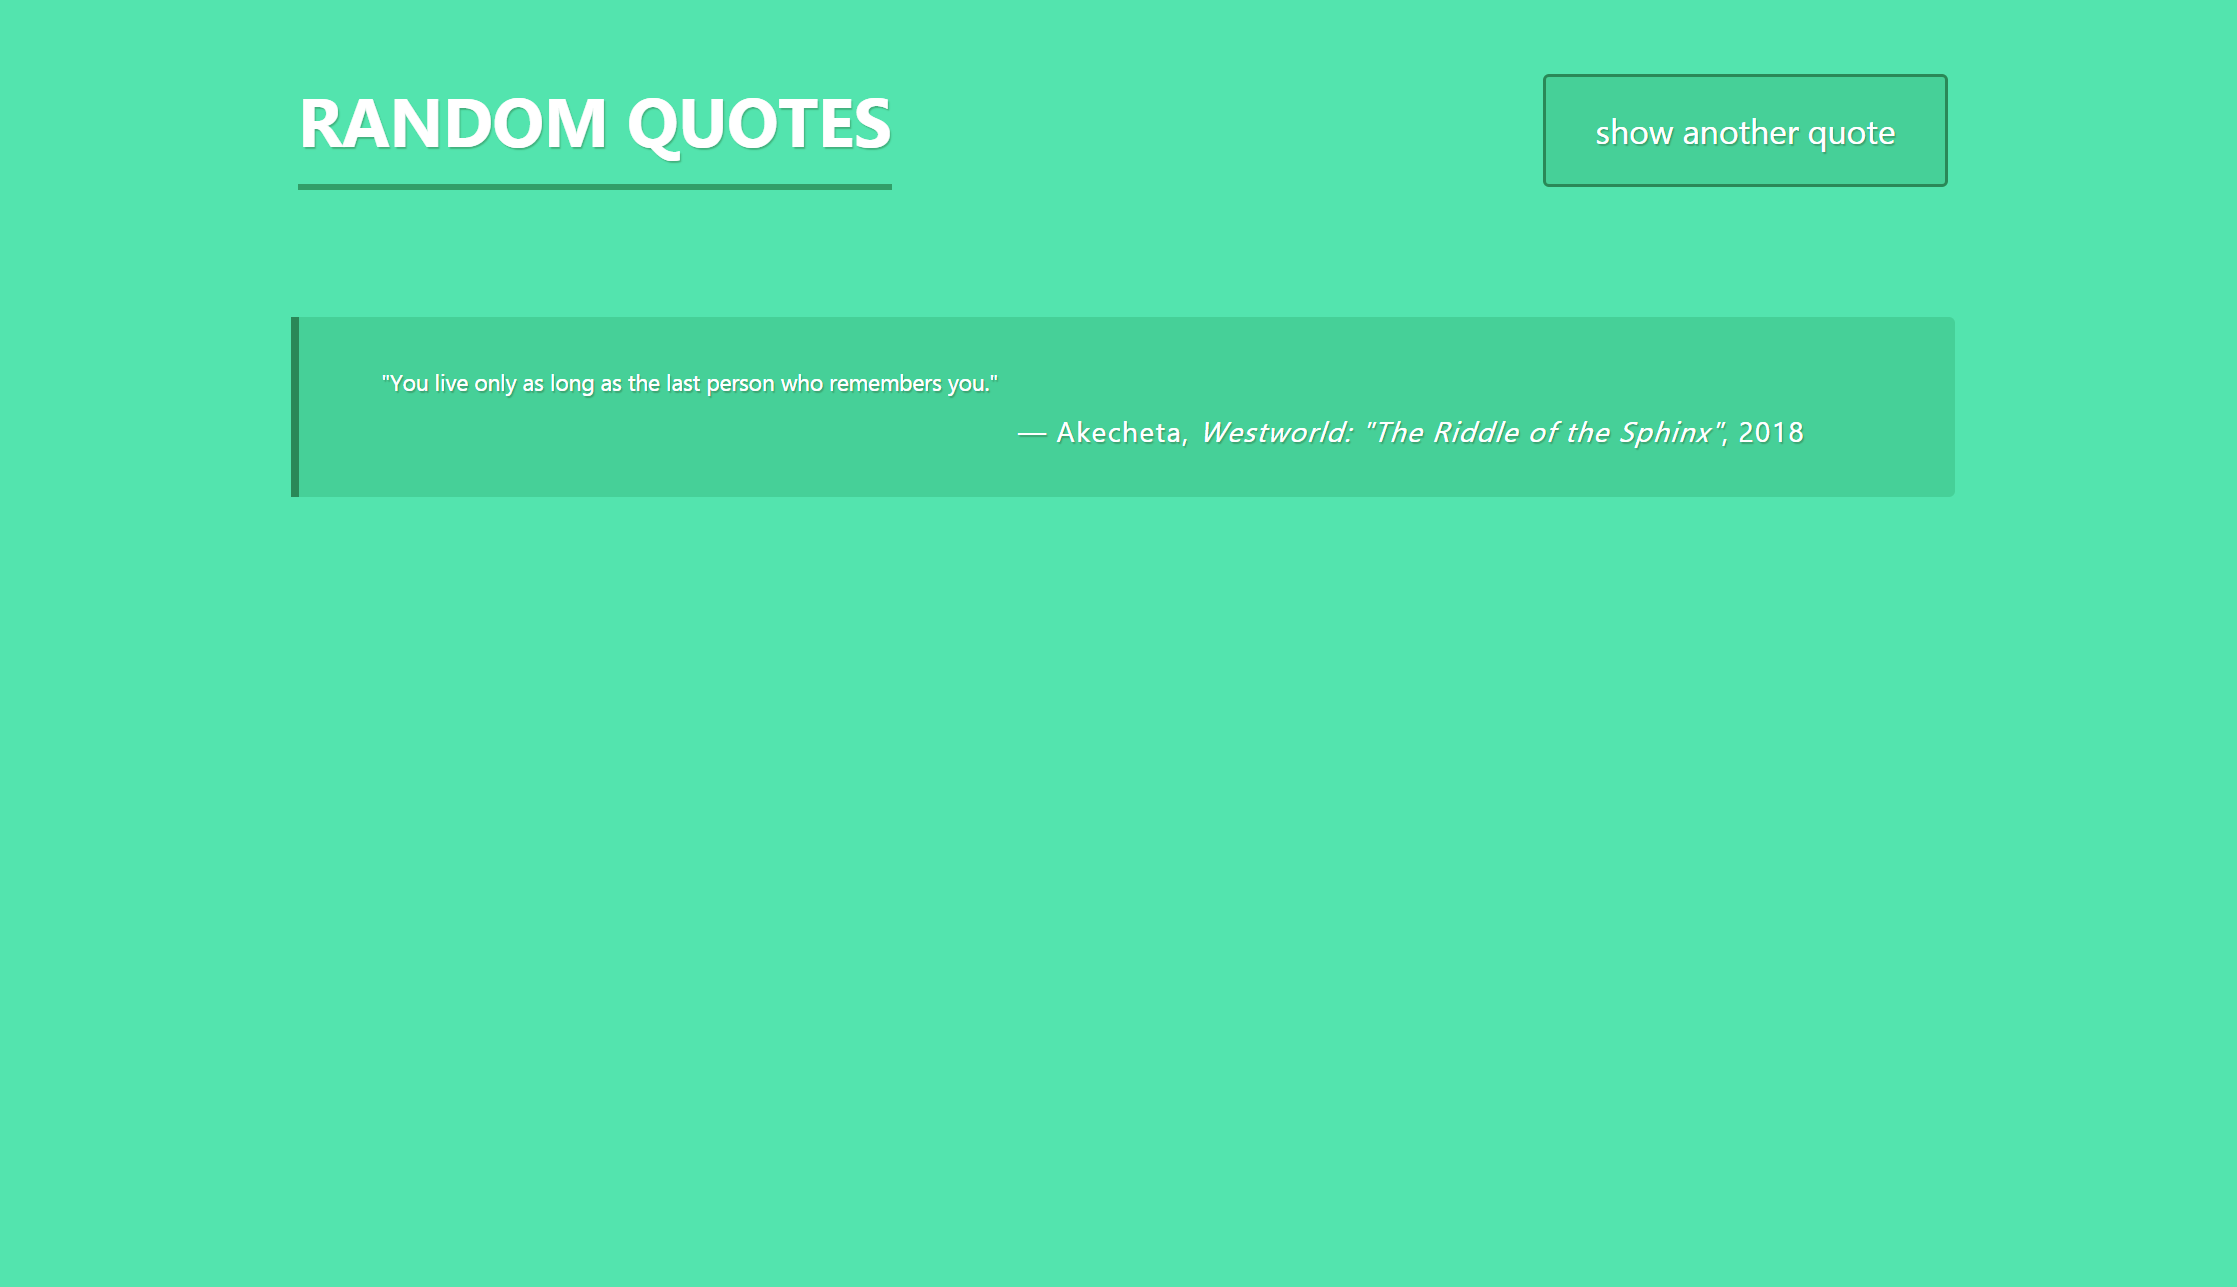 RANDOM QUOTES
show another quote
"You live only as long as the last person who remembers you."
— Akecheta, Westworld: "The Riddle of the Sphinx", 2018